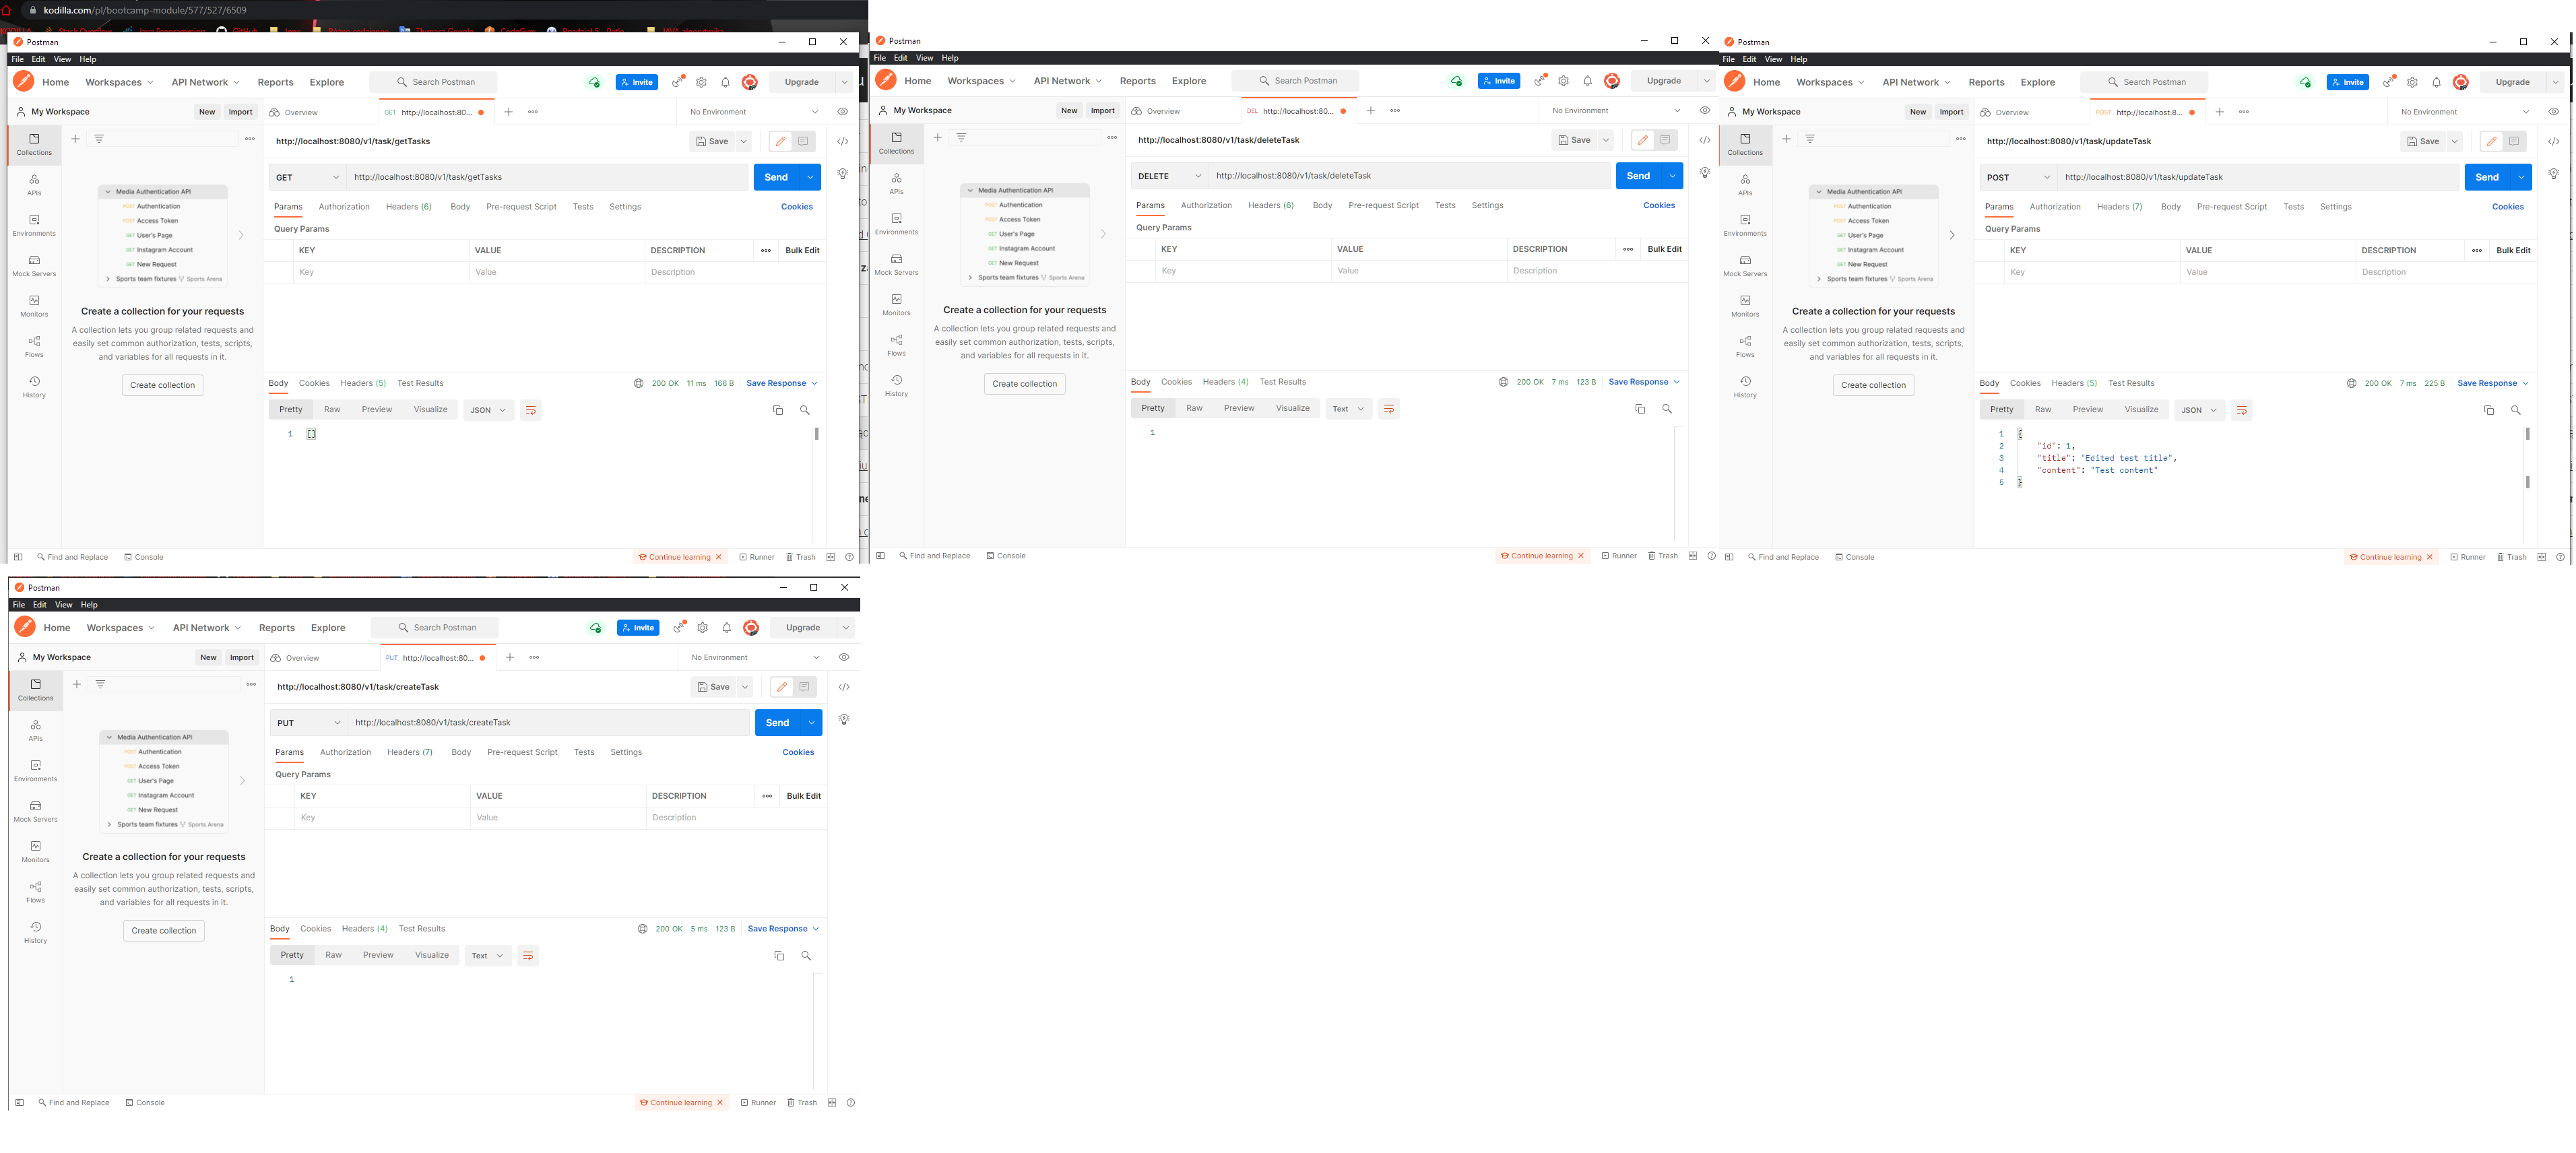 kodilla.com/pl/bootcamp-module/577/527/6509
Postman
File Edit View Help
Home Workspaces API Network Reports Explore Search Postman Invite Upgrade
My Workspace New Import Overview GET http://localhost:80... No Environment
Collections
APIs
Environments
Mock Servers
Monitors
Flows
History
Media Authentication API
POST Authentication
POST Access Token
GET User's Page
GET Instagram Account
GET New Request
Sports team fixtures Sports Arena
Create a collection for your requests
A collection lets you group related requests and
easily set common authorization, tests, scripts,
and variables for all requests in it.
Create collection
http://localhost:8080/v1/task/getTasks Save
GET http://localhost:8080/v1/task/getTasks Send
Params Authorization Headers (6) Body Pre-request Script Tests Settings Cookies
Query Params
KEY VALUE DESCRIPTION Bulk Edit
Key Value Description
Body Cookies Headers (5) Test Results 200 OK 11 ms 166 B Save Response
Pretty Raw Preview Visualize JSON
1 []
Find and Replace Console Continue learning Runner Trash
Postman
File Edit View Help
Home Workspaces API Network Reports Explore Search Postman Invite Upgrade
My Workspace New Import Overview DEL http://localhost:80... No Environment
Collections
APIs
Environments
Mock Servers
Monitors
Flows
History
Media Authentication API
POST Authentication
POST Access Token
GET User's Page
GET Instagram Account
GET New Request
Sports team fixtures Sports Arena
Create a collection for your requests
A collection lets you group related requests and
easily set common authorization, tests, scripts,
and variables for all requests in it.
Create collection
http://localhost:8080/v1/task/deleteTask Save
DELETE http://localhost:8080/v1/task/deleteTask Send
Params Authorization Headers (6) Body Pre-request Script Tests Settings Cookies
Query Params
KEY VALUE DESCRIPTION Bulk Edit
Key Value Description
Body Cookies Headers (4) Test Results 200 OK 7 ms 123 B Save Response
Pretty Raw Preview Visualize Text
1
Find and Replace Console Continue learning Runner Trash
Postman
File Edit View Help
Home Workspaces API Network Reports Explore Search Postman Invite Upgrade
My Workspace New Import Overview POST http://localhost:8... No Environment
Collections
APIs
Environments
Mock Servers
Monitors
Flows
History
Media Authentication API
POST Authentication
POST Access Token
GET User's Page
GET Instagram Account
GET New Request
Sports team fixtures Sports Arena
Create a collection for your requests
A collection lets you group related requests and
easily set common authorization, tests, scripts,
and variables for all requests in it.
Create collection
http://localhost:8080/v1/task/updateTask Save
POST http://localhost:8080/v1/task/updateTask Send
Params Authorization Headers (7) Body Pre-request Script Tests Settings Cookies
Query Params
KEY VALUE DESCRIPTION Bulk Edit
Key Value Description
Body Cookies Headers (5) Test Results 200 OK 7 ms 225 B Save Response
Pretty Raw Preview Visualize JSON
1 {
2 "id": 1,
3 "title": "Edited test title",
4 "content": "Test content"
5 }
Find and Replace Console Continue learning Runner Trash
Postman
File Edit View Help
Home Workspaces API Network Reports Explore Search Postman Invite Upgrade
My Workspace New Import Overview PUT http://localhost:80... No Environment
Collections
APIs
Environments
Mock Servers
Monitors
Flows
History
Media Authentication API
POST Authentication
POST Access Token
GET User's Page
GET Instagram Account
GET New Request
Sports team fixtures Sports Arena
Create a collection for your requests
A collection lets you group related requests and
easily set common authorization, tests, scripts,
and variables for all requests in it.
Create collection
http://localhost:8080/v1/task/createTask Save
PUT http://localhost:8080/v1/task/createTask Send
Params Authorization Headers (7) Body Pre-request Script Tests Settings Cookies
Query Params
KEY VALUE DESCRIPTION Bulk Edit
Key Value Description
Body Cookies Headers (4) Test Results 200 OK 5 ms 123 B Save Response
Pretty Raw Preview Visualize Text
1
Find and Replace Console Continue learning Runner Trash